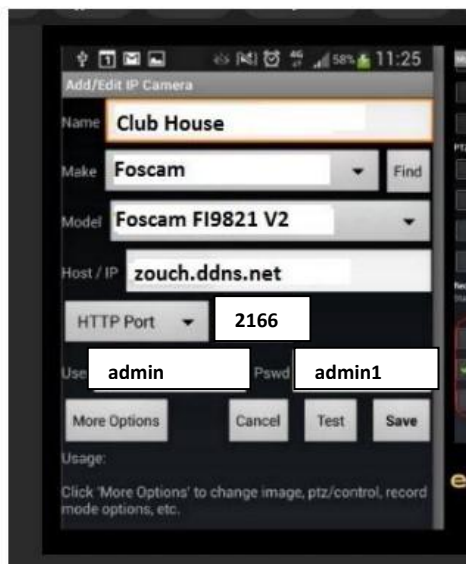 11:25
58%
Add/Edit IP Camera
Name Club House
Make Foscam Find
Model Foscam FI9821 V2
Host / IP zouch.ddns.net
HTTP Port 2166
Use admin Pswd admin1
More Options Cancel Test Save
Usage:
Click 'More Options' to change image, ptz/control, record
mode options, etc.